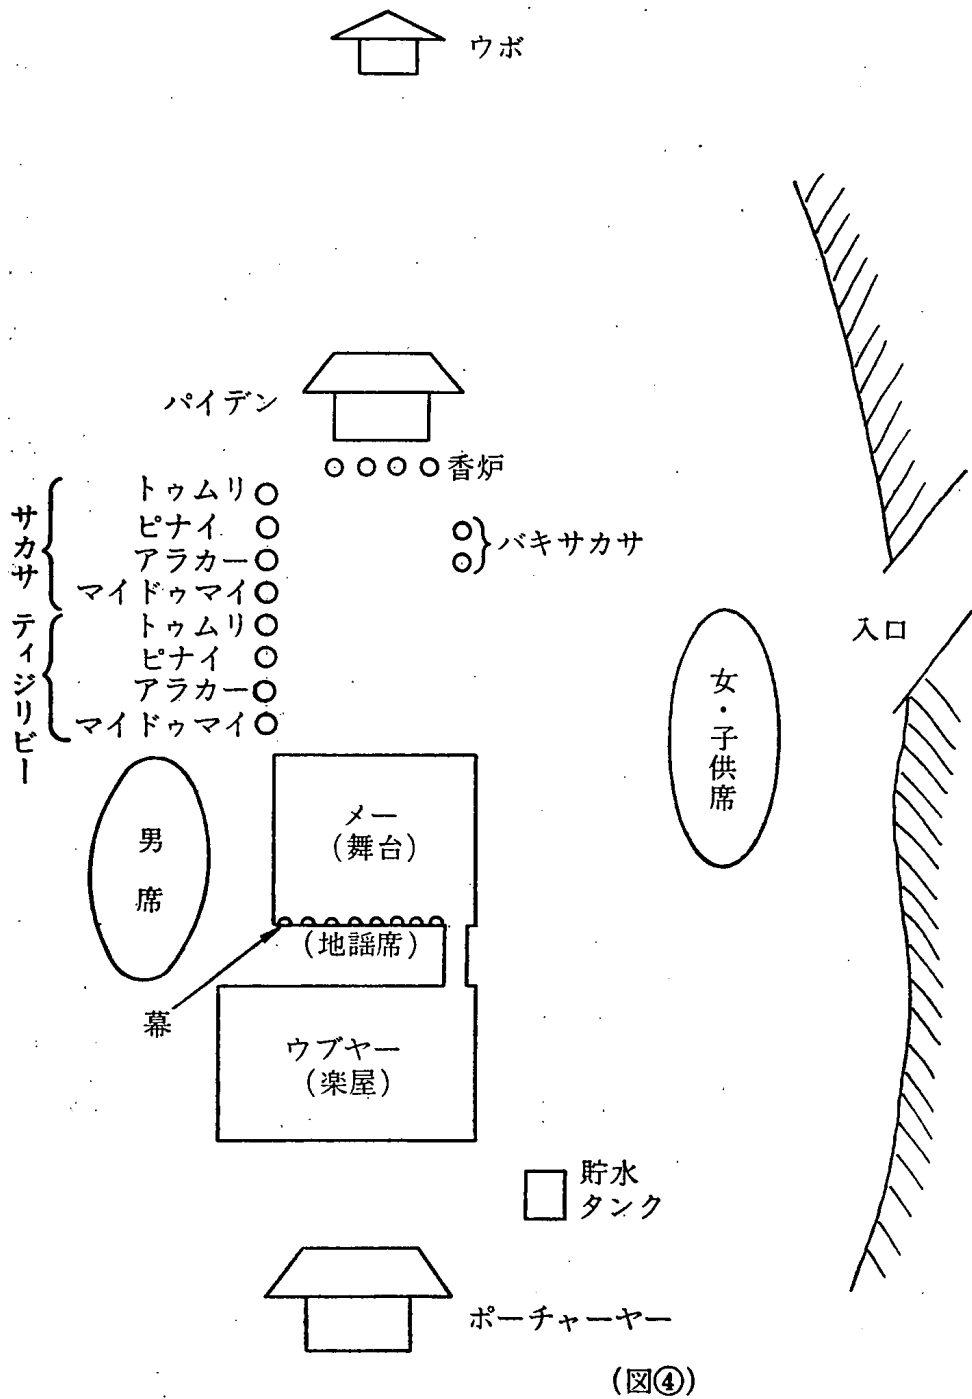 ウボ
パイデン
香炉
サカサ
トゥムリ
ピナイ
アラカー
マイドゥマイ
バキサカサ
ティジリビー
トゥムリ
ピナイ
アラカー
マイドゥマイ
入口
女・子供席
男席
メー
(舞台)
(地謡席)
幕
ウブヤー
(楽屋)
貯水
タンク
ポーチャーヤー
(図④)